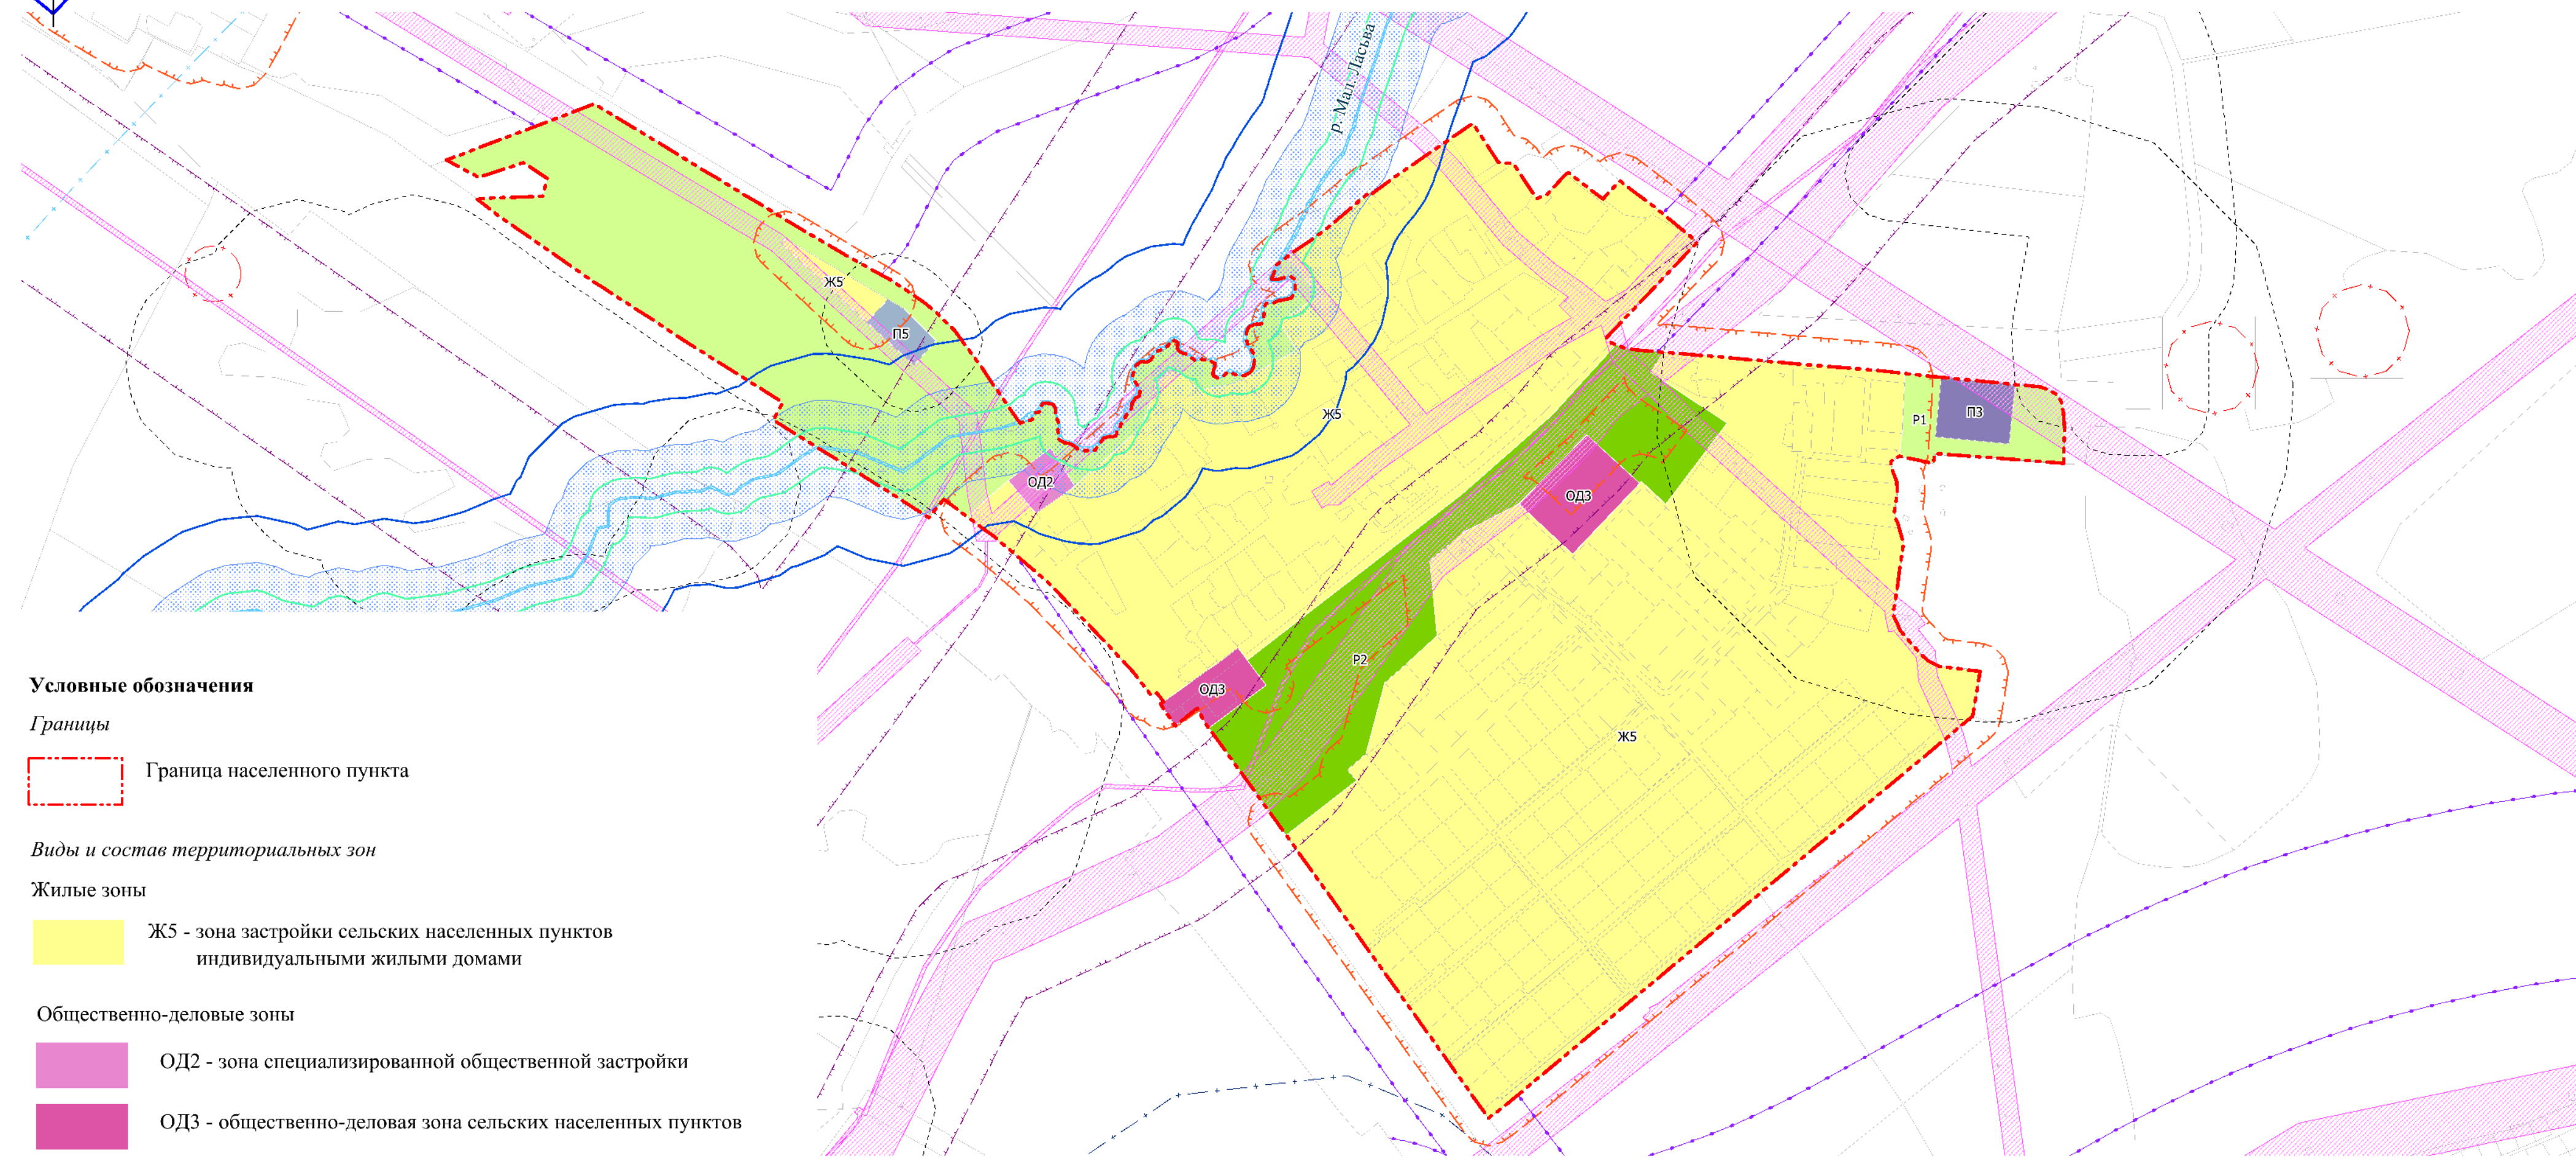 р. Мал. Ласьва
Ж5
П5
Ж5
Р1
П3
ОД2
ОД3
Р2
ОД3
Ж5
Условные обозначения
Границы
Граница населенного пункта
Виды и состав территориальных зон
Жилые зоны
Ж5 - зона застройки сельских населенных пунктов
индивидуальными жилыми домами
Общественно-деловые зоны
ОД2 - зона специализированной общественной застройки
ОД3 - общественно-деловая зона сельских населенных пунктов